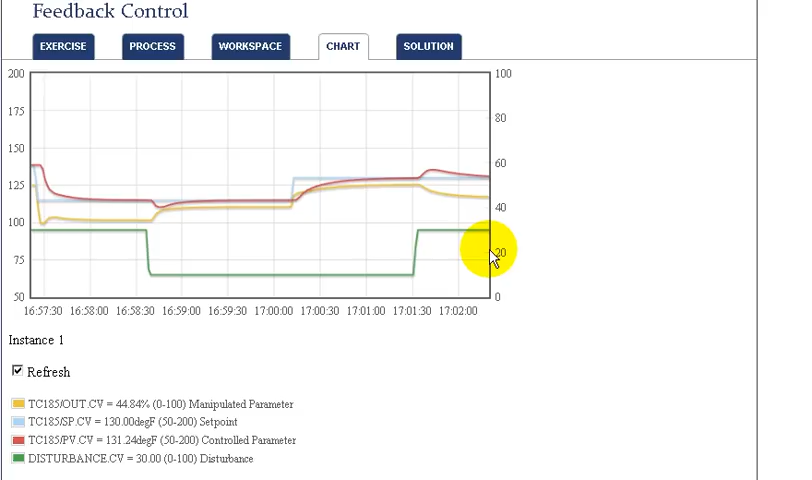 Feedback Control
EXERCISE PROCESS WORKSPACE CHART SOLUTION
200 100
175 80
150 60
125 40
100 20
75 0
50
16:57:30 16:58:00 16:58:30 16:59:00 16:59:30 17:00:00 17:00:30 17:01:00 17:01:30 17:02:00
Instance 1
Refresh
TC185/OUT.CV = 44.84% (0-100) Manipulated Parameter
TC185/SP.CV = 130.00degF (50-200) Setpoint
TC185/PV.CV = 131.24degF (50-200) Controlled Parameter
DISTURBANCE.CV = 30.00 (0-100) Disturbance